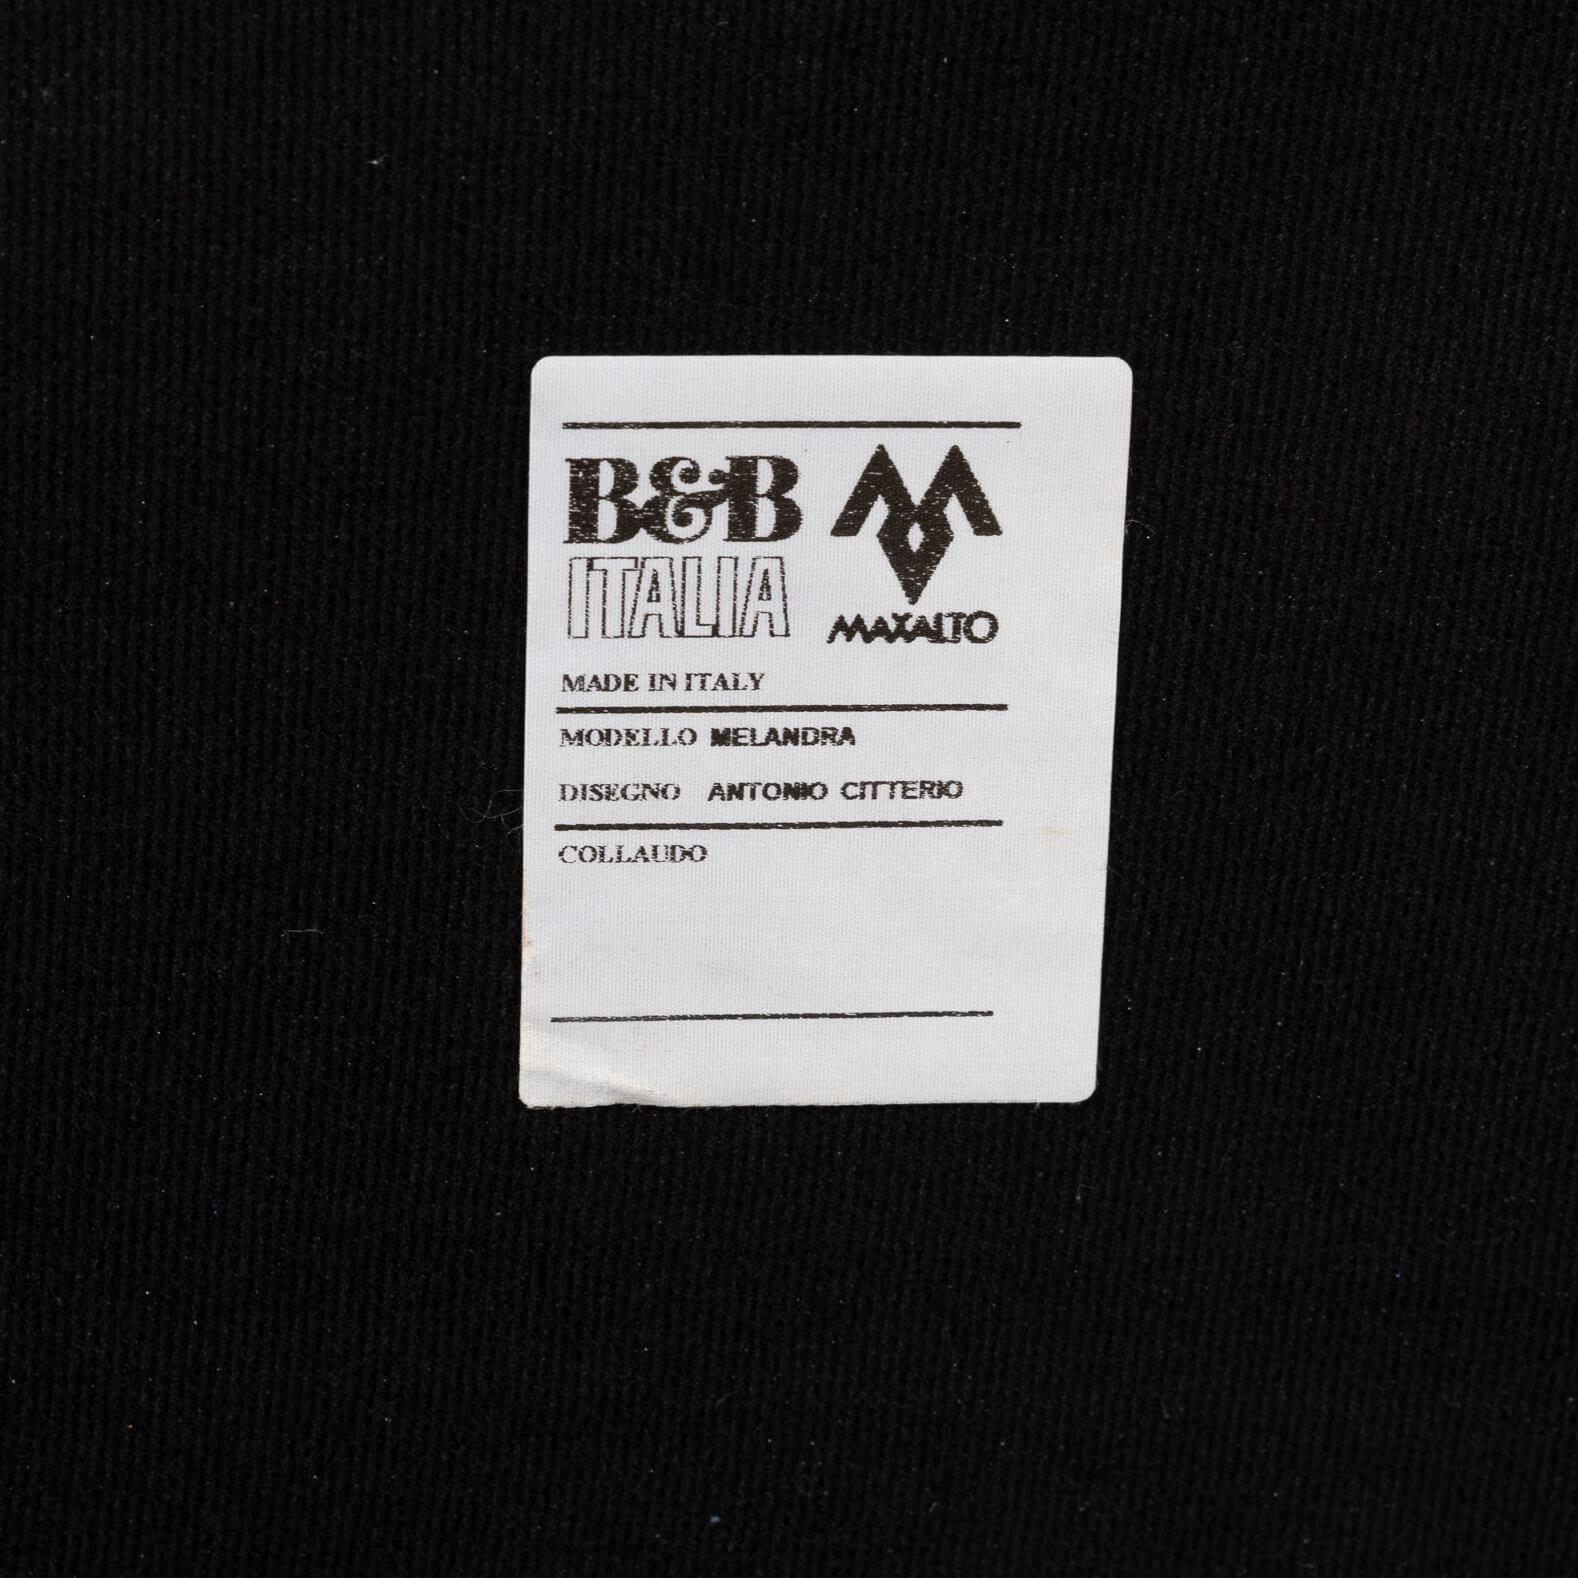 B&B
ITALIA
MAXALTO
MADE IN ITALY
MODELLO MELANDRA
DISEGNO ANTONIO CITTERIO
COLLAUDO